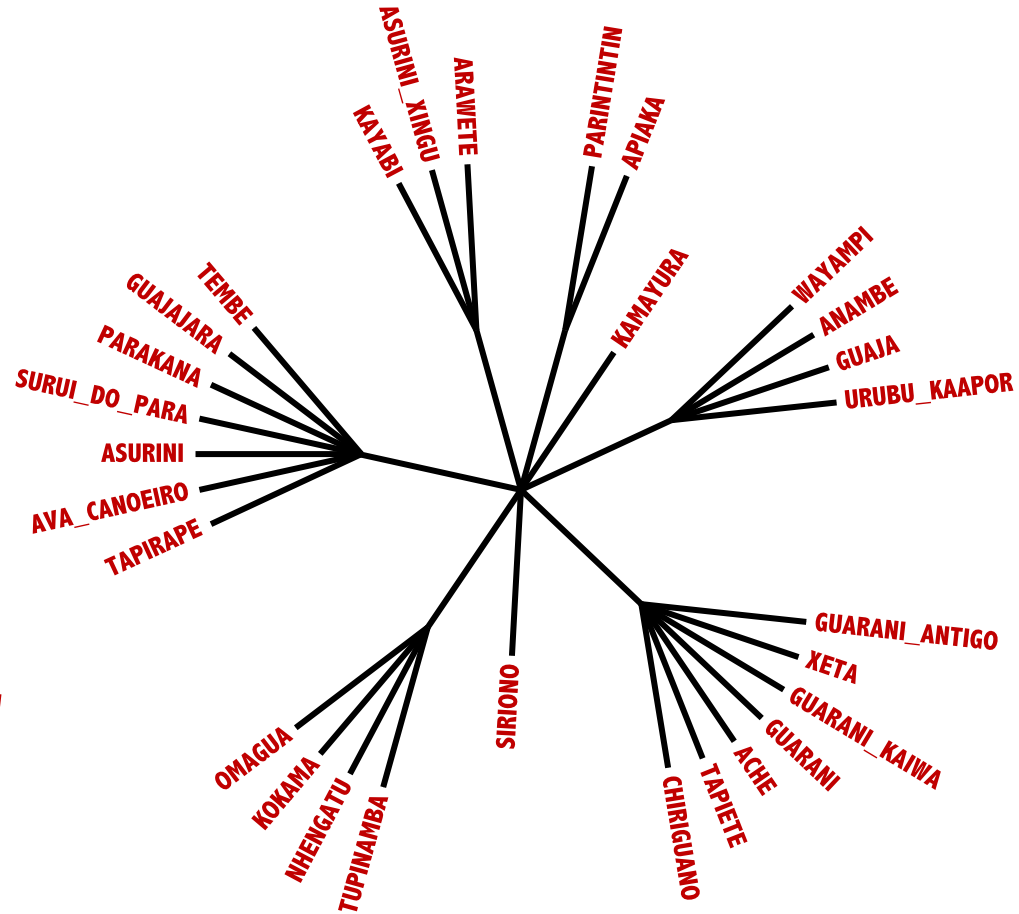 ASURINI_XINGU
ARAWETE
KAYABI
PARINTINTIN
APIAKA
KAMAYURA
WAYAMPI
ANAMBE
GUAJA
URUBU_KAAPOR
TEMBE
GUAJAJARA
PARAKANA
SURUI_DO_PARA
ASURINI
AVA_CANOEIRO
TAPIRAPE
OMAGUA
KOKAMA
NHENGATU
TUPINAMBA
SIRIONO
GUARANI_ANTIGO
XETA
GUARANI_KAIWA
GUARANI
ACHE
TAPIETE
CHIRIGUANO